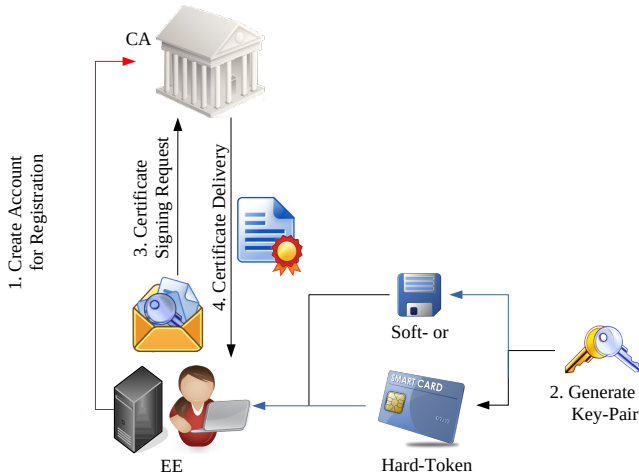 CA
1. Create Account
for Registration
3. Certificate
Signing Request
4. Certificate Delivery
Soft- or
SMART CARD
2. Generate
Key-Pair
EE
Hard-Token